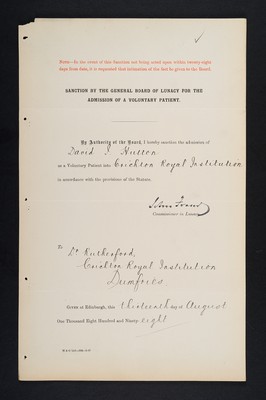 NOTE.—In the event of this Sanction not being acted upon within twenty-eight
days from date, it is requested that intimation of the fact be given to the Board.
SANCTION BY THE GENERAL BOARD OF LUNACY FOR THE
ADMISSION OF A VOLUNTARY PATIENT.
By Authority of the Board, I hereby sanction the admission of
David I. Hutton
as a Voluntary Patient into Crichton Royal Institution
in accordance with the provisions of the Statute.
John Fraser
Commissioner in Lunacy.
To
Dr Rutherford,
Crichton Royal Institution
Dumfries.
Given at Edinburgh, this thirtieth day of August
One Thousand Eight Hundred and Ninety-eight